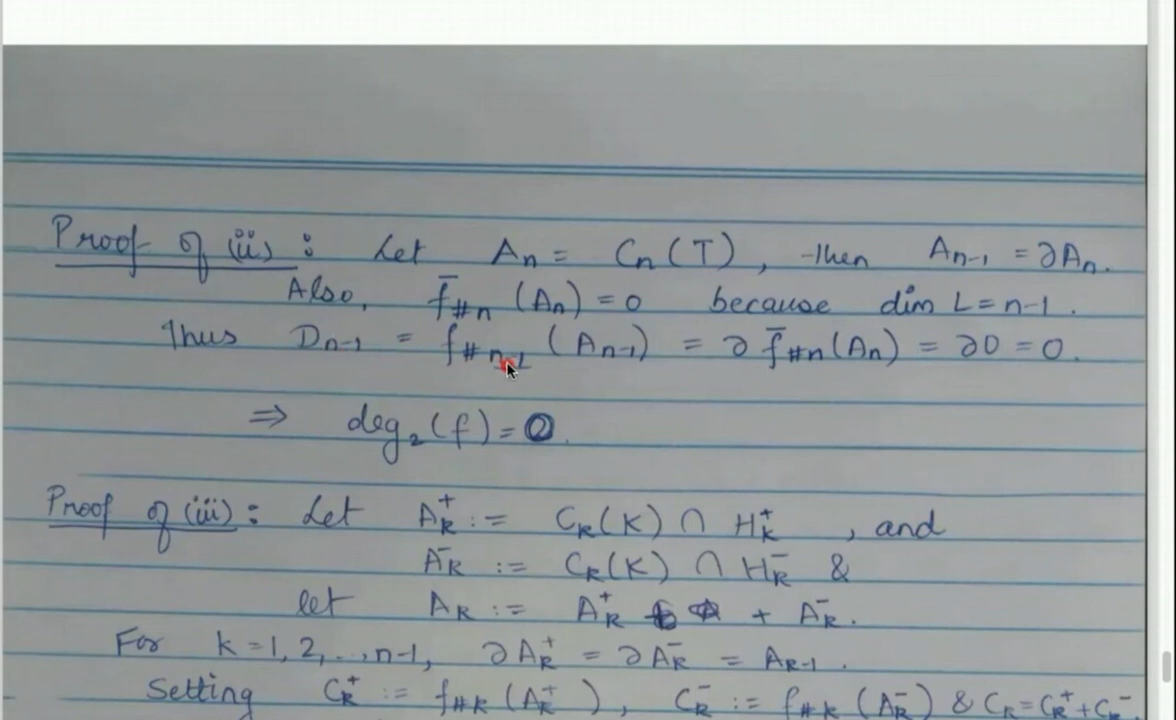 Proof of (ii) : Let An = Cn(T), then An-1 = ∂An.
Also, f̄#n (An) = 0 because dim L = n-1.
Thus Dn-1 = f#n-1 (An-1) = ∂ f̄#n(An) = ∂0 = 0.
⇒ deg₂(f) = 0.
Proof of (iii) : Let A⁺k := Ck(K) ∩ H⁺k , and
A⁻k := Ck(K) ∩ H⁻k &
let Ak := A⁺k + A⁻k.
For k = 1, 2, ..., n-1, ∂A⁺k = ∂A⁻k = Ak-1.
Setting C⁺k := f#k (A⁺k), C⁻k := f#k (A⁻k) & Ck = C⁺k + C⁻k.